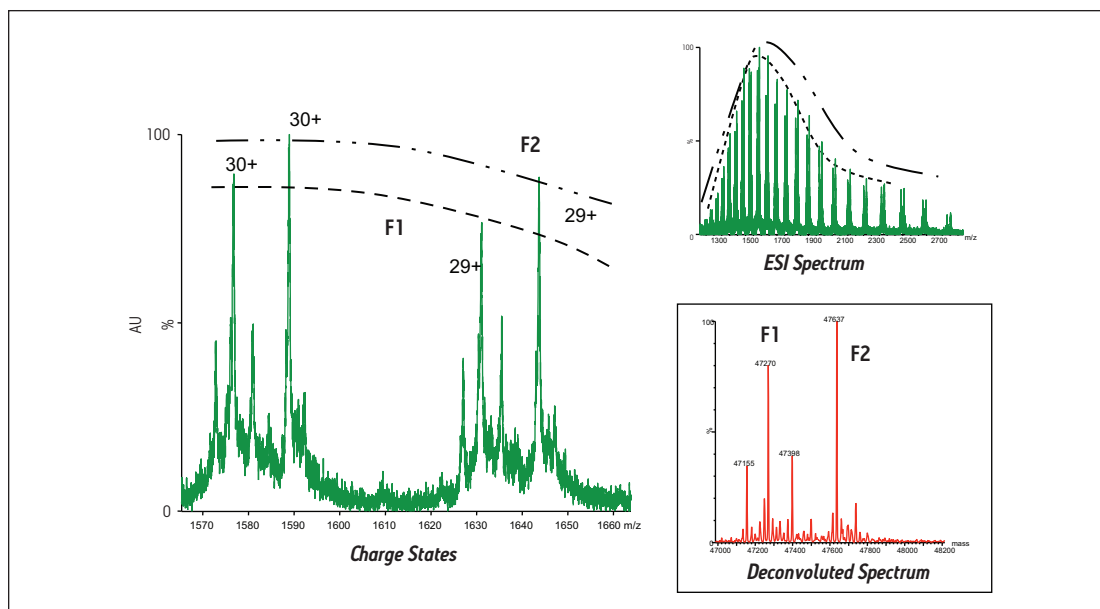 30+
100
F2
30+
F1
29+
29+
AU
%
0
1570 1580 1590 1600 1610 1620 1630 1640 1650 1660 m/z
Charge States
100
%
0
1300 1500 1700 1900 2100 2300 2500 2700 m/z
ESI Spectrum
47637
100
F1
F2
47270
%
47155
47398
0
47000 47200 47400 47600 47800 48000 48200 mass
Deconvoluted Spectrum